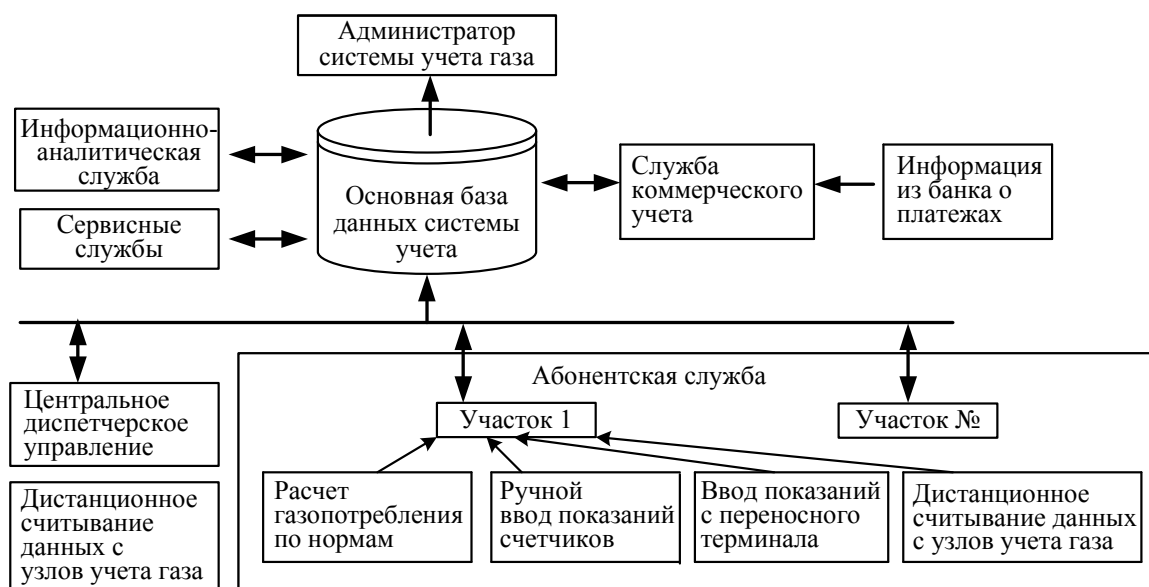 Администратор
системы учета газа
Информационно-
аналитическая
служба
Сервисные
службы
Основная база
данных системы
учета
Служба
коммерческого
учета
Информация
из банка о
платежах
Центральное
диспетчерское
управление
Дистанционное
считывание
данных с
узлов учета газа
Абонентская служба
Участок 1
Участок №
Расчет
газопотребления
по нормам
Ручной
ввод показаний
счетчиков
Ввод показаний
с переносного
терминала
Дистанционное
считывание данных
с узлов учета газа